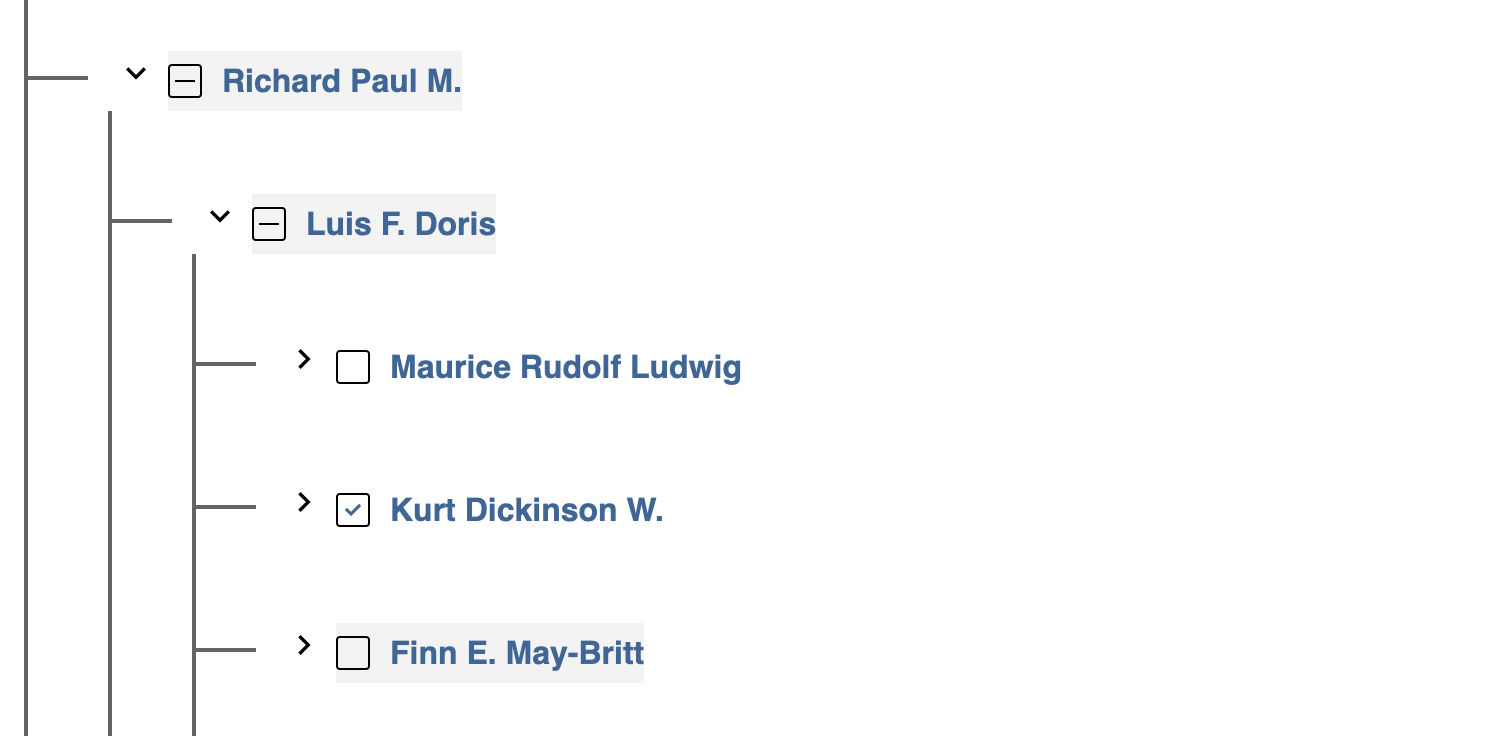 Richard Paul M.
Luis F. Doris
Maurice Rudolf Ludwig
Kurt Dickinson W.
Finn E. May-Britt